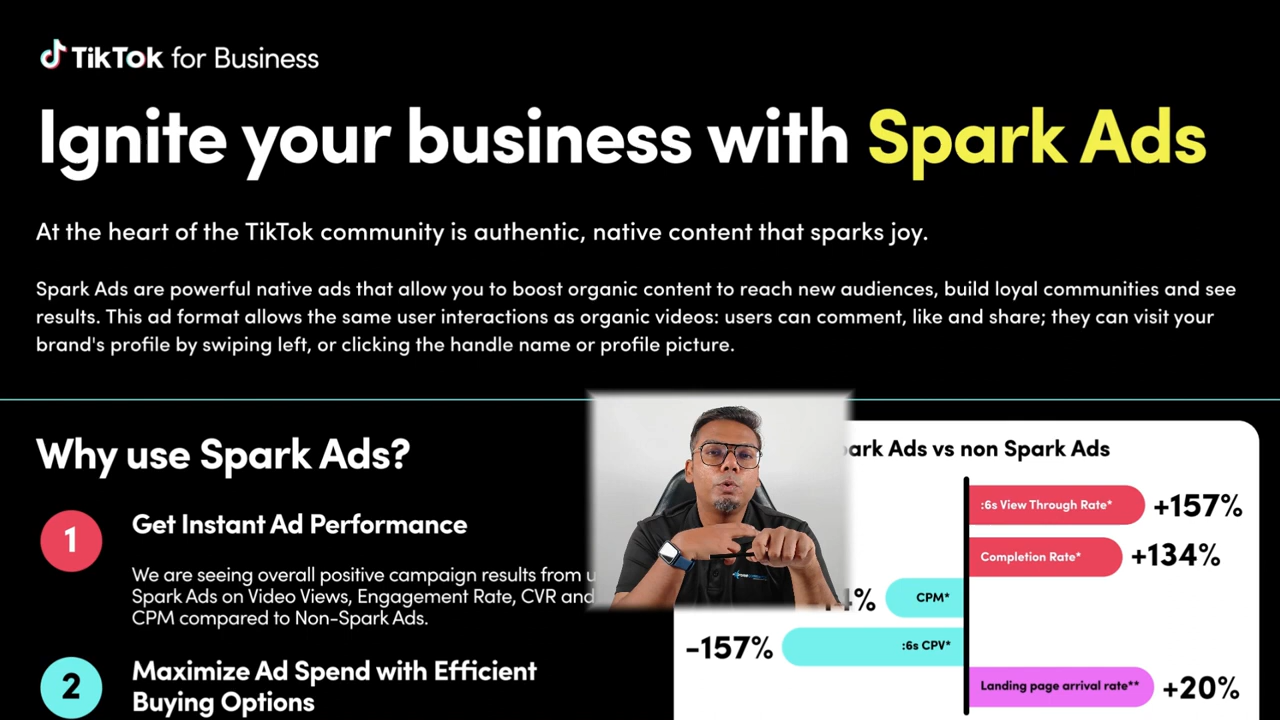 TikTok for Business
Ignite your business with Spark Ads
At the heart of the TikTok community is authentic, native content that sparks joy.
Spark Ads are powerful native ads that allow you to boost organic content to reach new audiences, build loyal communities and see
results. This ad format allows the same user interactions as organic videos: users can comment, like and share; they can visit your
brand's profile by swiping left, or clicking the handle name or profile picture.
Why use Spark Ads?
1
Get Instant Ad Performance
We are seeing overall positive campaign results from
Spark Ads on Video Views, Engagement Rate, CVR and
CPM compared to Non-Spark Ads.
2
Maximize Ad Spend with Efficient
Buying Options
Ads vs non Spark Ads
:6s View Through Rate* +157%
Completion Rate* +134%
CPM*
-157% :6s CPV*
Landing page arrival rate** +20%